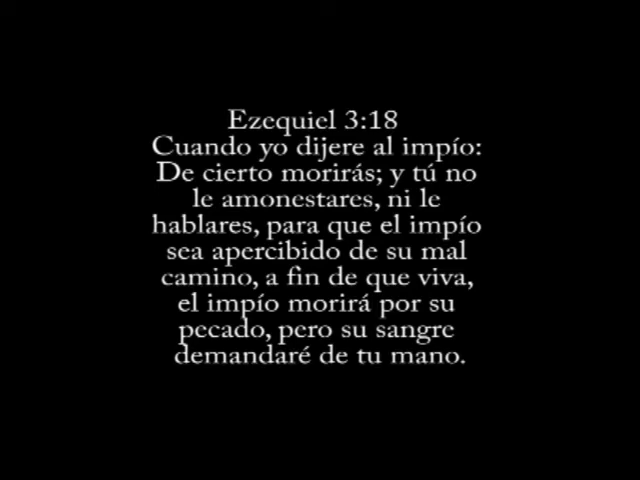 Ezequiel 3:18
Cuando yo dijere al impío:
De cierto morirás; y tú no
le amonestares, ni le
hablares, para que el impío
sea apercibido de su mal
camino, a fin de que viva,
el impío morirá por su
pecado, pero su sangre
demandaré de tu mano.